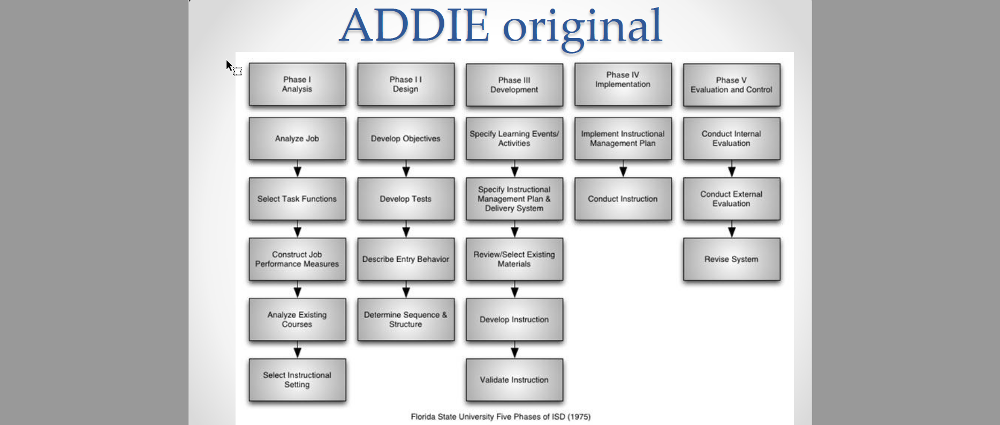 ADDIE original
Phase I
Analysis
Phase I I
Design
Phase III
Development
Phase IV
Implementation
Phase V
Evaluation and Control
Analyze Job
Develop Objectives
Specify Learning Events/
Activities
Implement Instructional
Management Plan
Conduct Internal
Evaluation
Select Task Functions
Develop Tests
Specify Instructional
Management Plan &
Delivery System
Conduct Instruction
Conduct External
Evaluation
Construct Job
Performance Measures
Describe Entry Behavior
Review/Select Existing
Materials
Revise System
Analyze Existing
Courses
Determine Sequence &
Structure
Develop Instruction
Select Instructional
Setting
Validate Instruction
Florida State University Five Phases of ISD (1975)